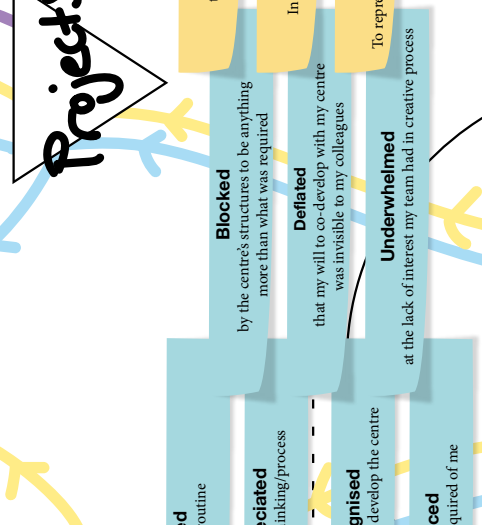 Project
Blocked
by the centre's structures to be anything
more than what was required
Deflated
that my will to co-develop with my centre
was invisible to my colleagues
Underwhelmed
at the lack of interest my team had in creative process
In
To repre
ed
outine
eciated
inking/process
gnised
develop the centre
ced
quired of me